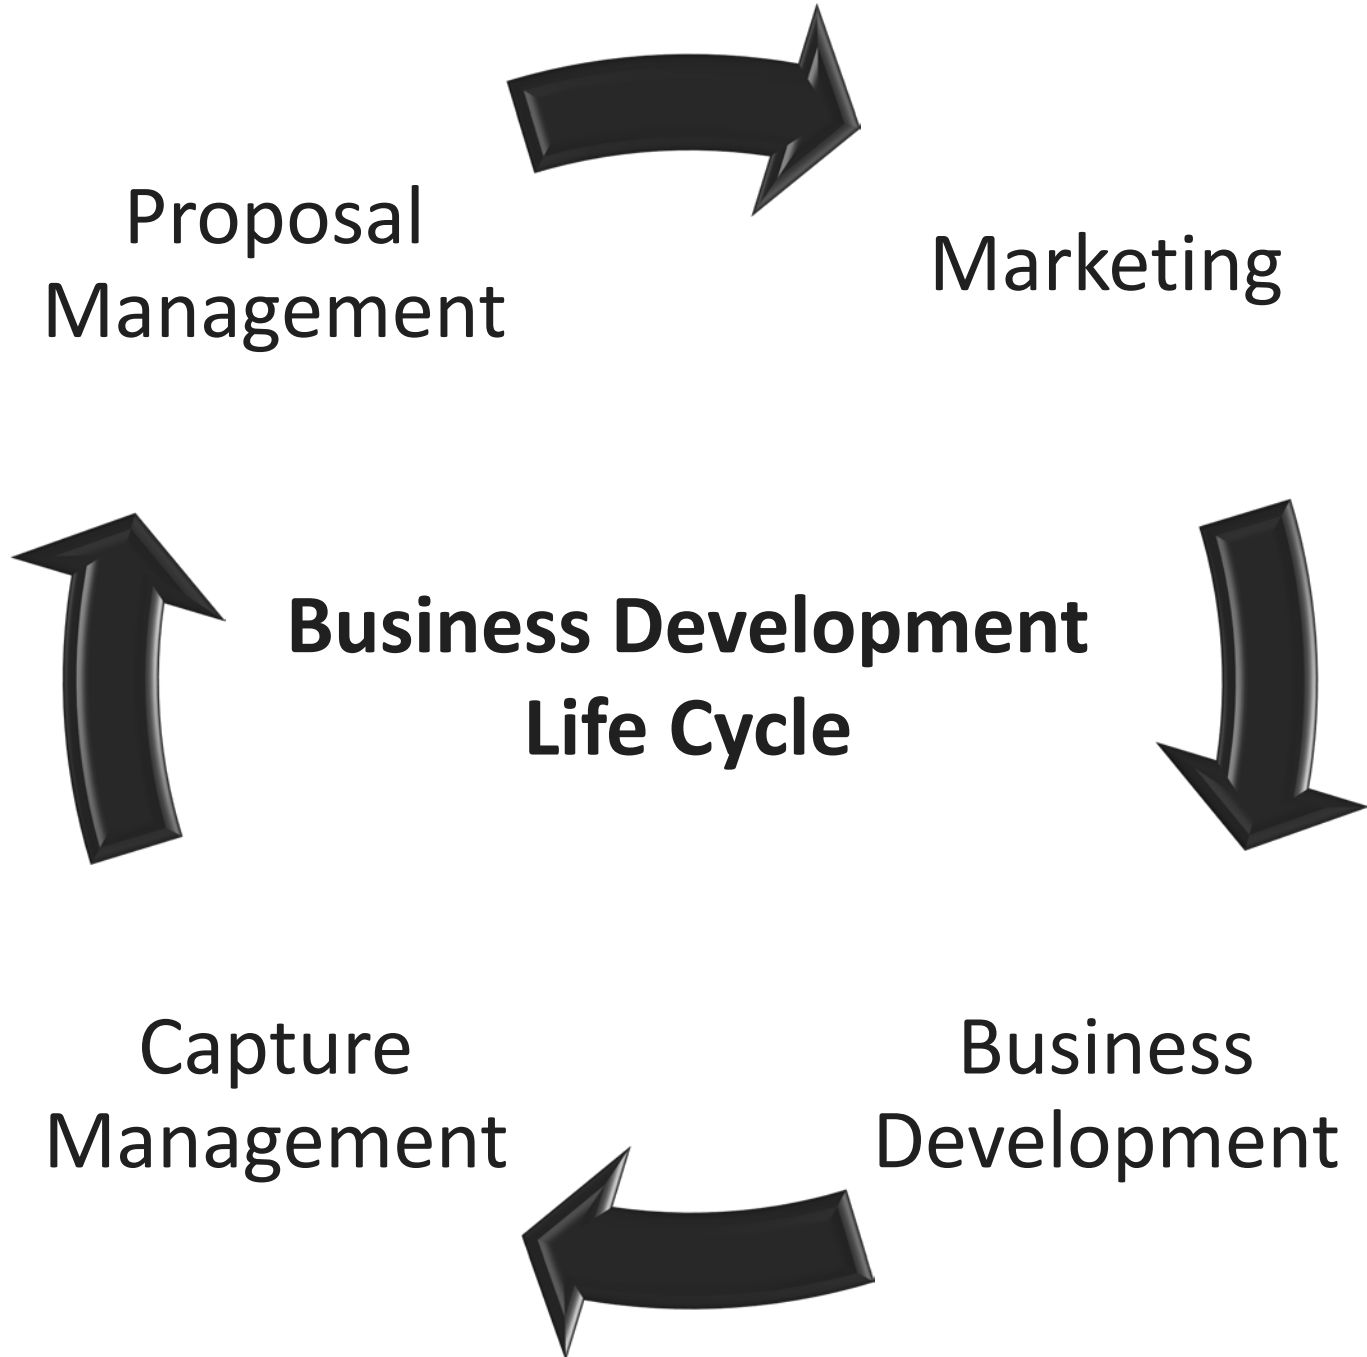 Proposal
Management
Marketing
Business Development
Life Cycle
Capture
Management
Business
Development